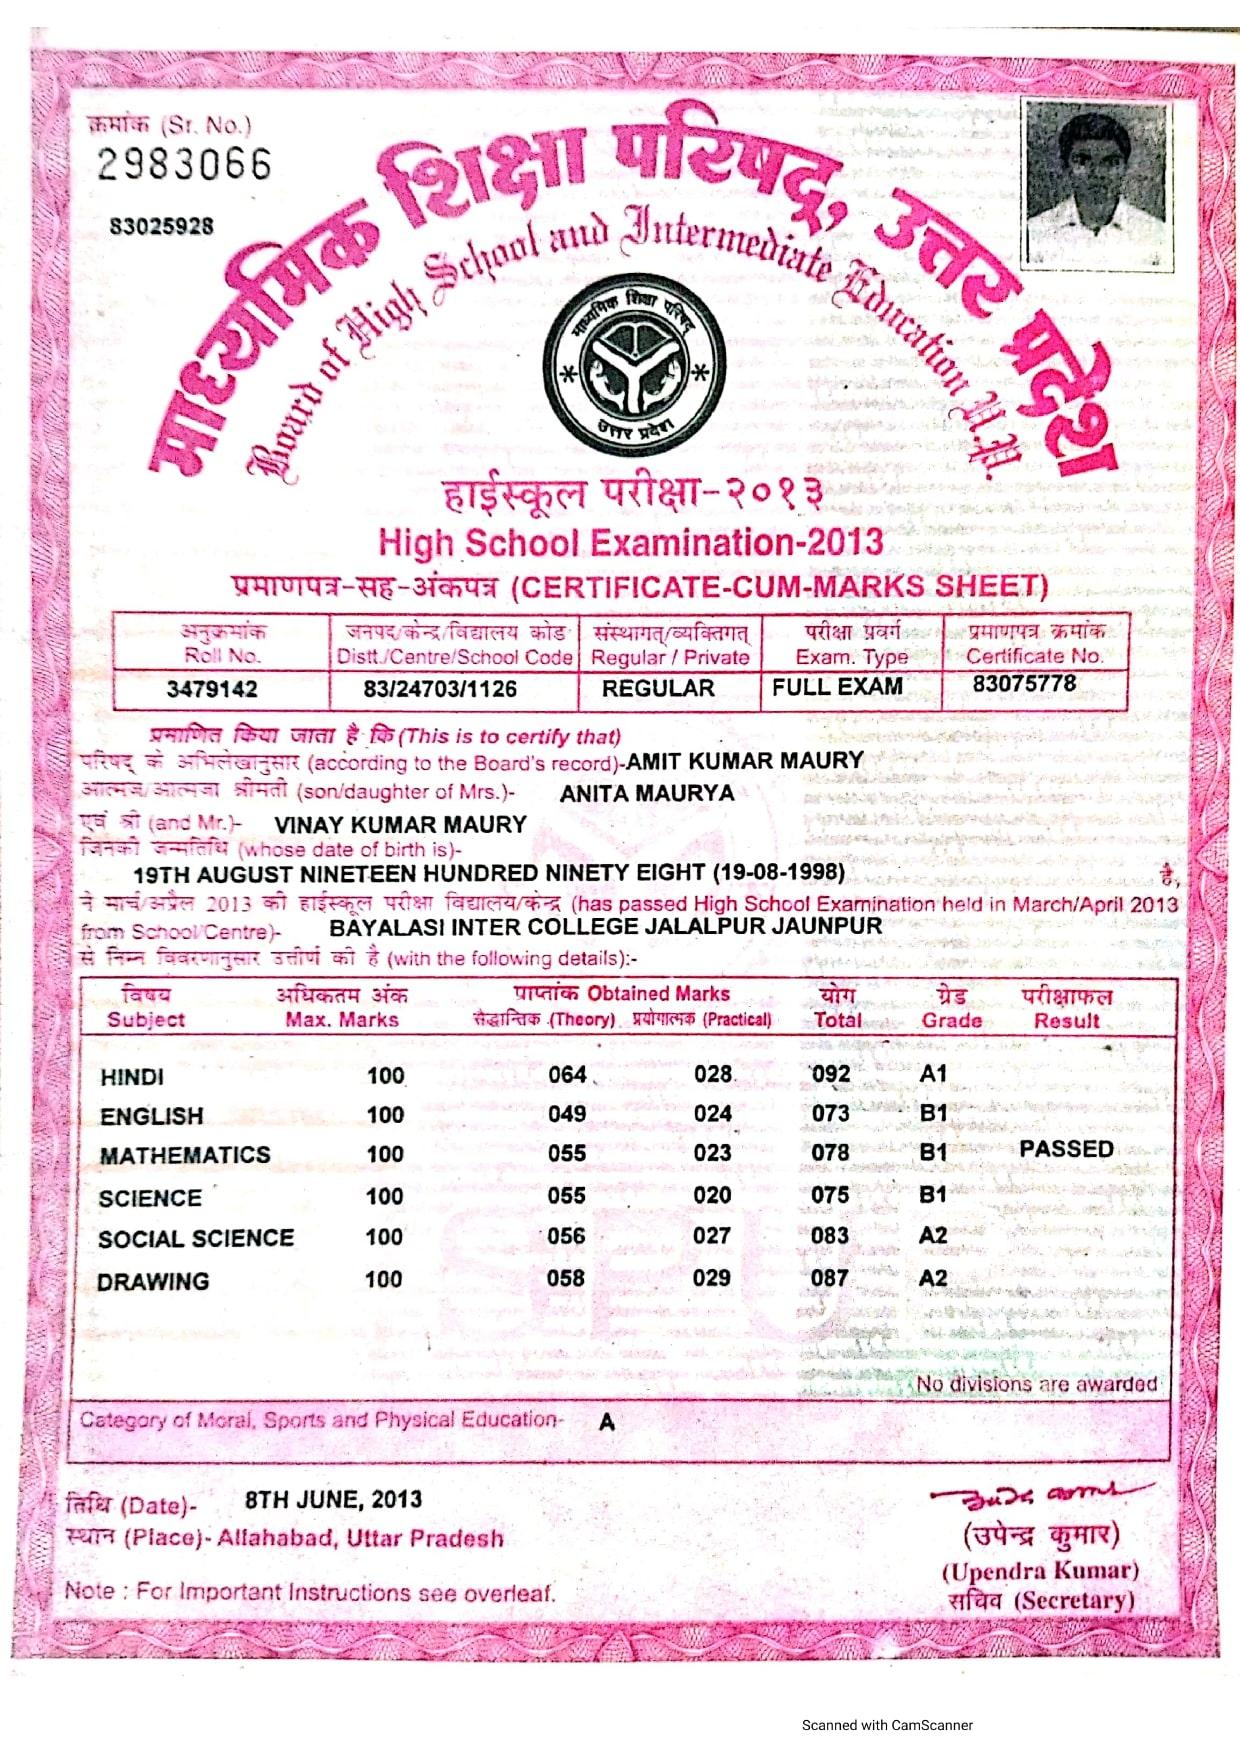 क्रमांक (Sr. No.)
2983066
83025928
माध्यमिक शिक्षा परिषद्, उत्तर प्रदेश
Board of High School and Intermediate Education U.P.
माध्यमिक शिक्षा परिषद्
उत्तर प्रदेश
हाईस्कूल परीक्षा-२०१३
High School Examination-2013
प्रमाणपत्र-सह-अंकपत्र (CERTIFICATE-CUM-MARKS SHEET)
अनुक्रमांक जनपद/केन्द्र/विद्यालय कोड संस्थागत्/व्यक्तिगत् परीक्षा प्रवर्ग प्रमाणपत्र क्रमांक
Roll No. Distt./Centre/School Code Regular / Private Exam. Type Certificate No.
3479142 83/24703/1126 REGULAR FULL EXAM 83075778
प्रमाणित किया जाता है कि (This is to certify that)
परिषद् के अभिलेखानुसार (according to the Board's record)-AMIT KUMAR MAURY
आत्मज/आत्मजा श्रीमती (son/daughter of Mrs.)- ANITA MAURYA
एवं श्री (and Mr.)- VINAY KUMAR MAURY
जिनकी जन्मतिथि (whose date of birth is)-
19TH AUGUST NINETEEN HUNDRED NINETY EIGHT (19-08-1998) है,
ने मार्च/अप्रैल 2013 की हाईस्कूल परीक्षा विद्यालय/केन्द्र (has passed High School Examination held in March/April 2013
from School/Centre)- BAYALASI INTER COLLEGE JALALPUR JAUNPUR
से निम्न विवरणानुसार उत्तीर्ण की है (with the following details):-
विषय अधिकतम अंक प्राप्तांक Obtained Marks योग ग्रेड परीक्षाफल
Subject Max. Marks सैद्धान्तिक (Theory) प्रयोगात्मक (Practical) Total Grade Result
HINDI 100 064 028 092 A1
ENGLISH 100 049 024 073 B1
MATHEMATICS 100 055 023 078 B1 PASSED
SCIENCE 100 055 020 075 B1
SOCIAL SCIENCE 100 056 027 083 A2
DRAWING 100 058 029 087 A2
No divisions are awarded
Category of Moral, Sports and Physical Education- A
तिथि (Date)- 8TH JUNE, 2013
स्थान (Place)- Allahabad, Uttar Pradesh
(उपेन्द्र कुमार)
(Upendra Kumar)
सचिव (Secretary)
Note : For Important Instructions see overleaf.
Scanned with CamScanner